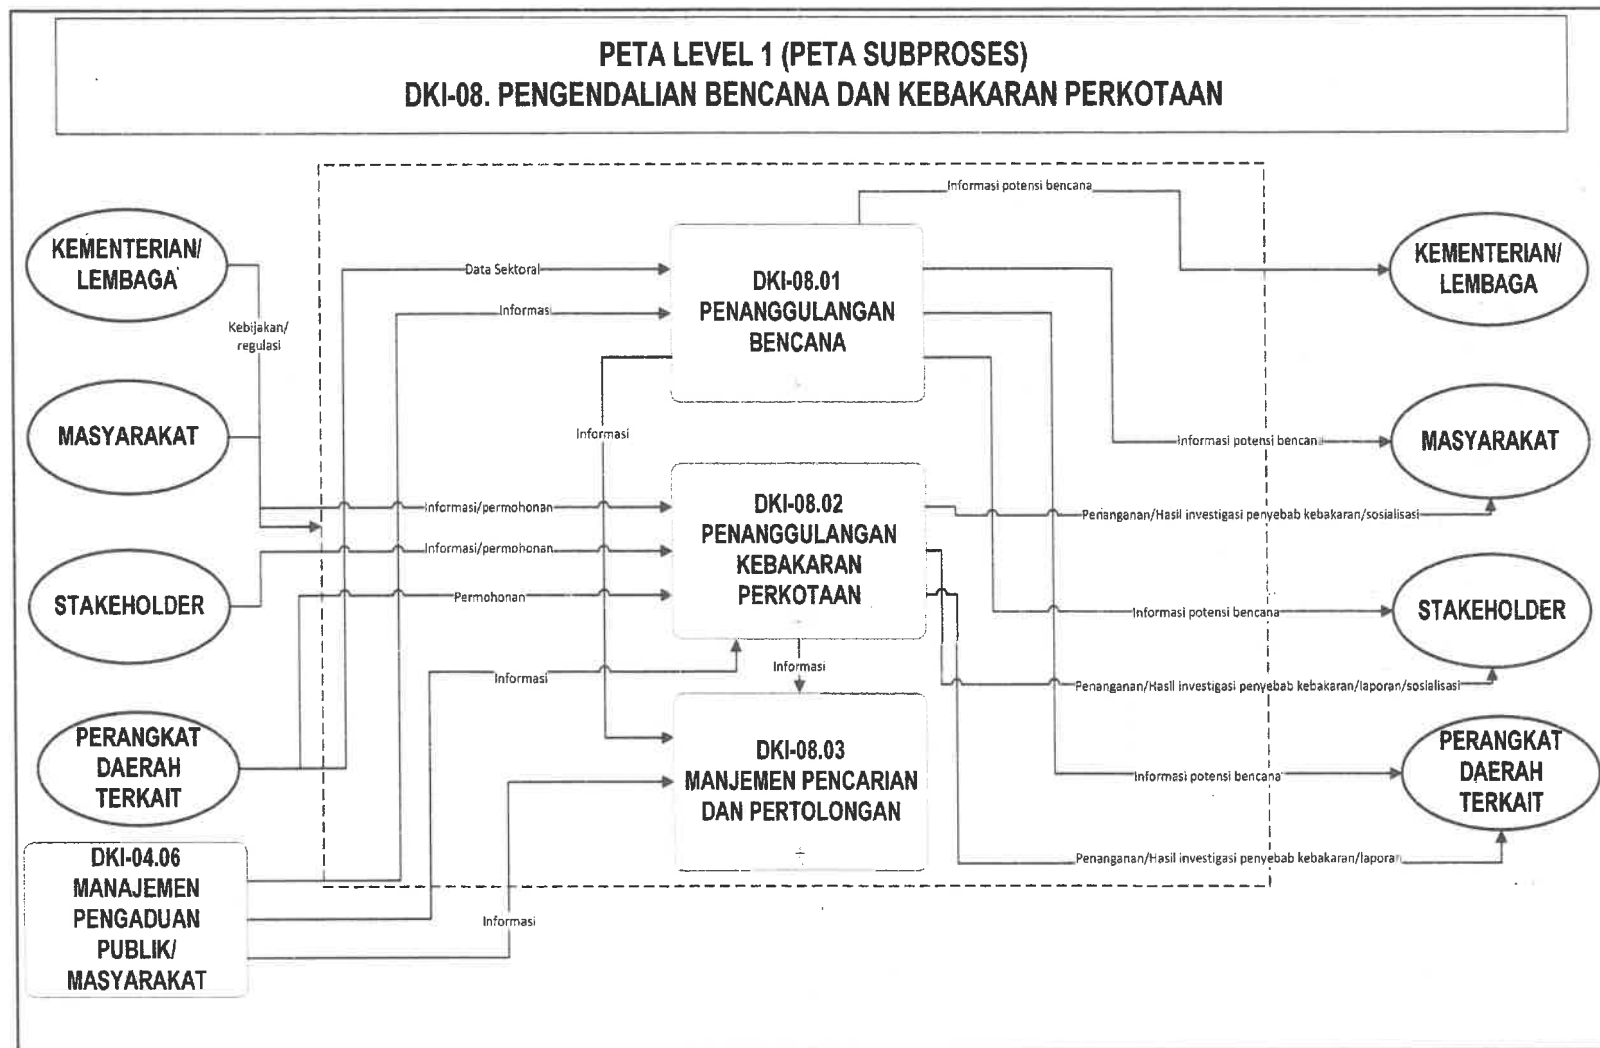 PETA LEVEL 1 (PETA SUBPROSES)
DKI-08. PENGENDALIAN BENCANA DAN KEBAKARAN PERKOTAAN
KEMENTERIAN/
LEMBAGA
Kebijakan/
regulasi
MASYARAKAT
STAKEHOLDER
PERANGKAT
DAERAH
TERKAIT
DKI-04.06
MANAJEMEN
PENGADUAN
PUBLIK/
MASYARAKAT
Data Sektoral
Informasi
Informasi
Informasi/permohonan
Informasi/permohonan
Permohonan
Informasi
Informasi
Informasi
DKI-08.01
PENANGGULANGAN
BENCANA
DKI-08.02
PENANGGULANGAN
KEBAKARAN
PERKOTAAN
DKI-08.03
MANJEMEN PENCARIAN
DAN PERTOLONGAN
Informasi potensi bencana
Informasi potensi bencan
Penanganan/Hasil investigasi penyebab kebakaran/sosialisasi
Informasi potensi bencana
Penanganan/Hasil investigasi penyebab kebakaran/laporan/sosialisasi
Informasi potensi bencana
Penanganan/Hasil investigasi penyebab kebakaran/laporan
KEMENTERIAN/
LEMBAGA
MASYARAKAT
STAKEHOLDER
PERANGKAT
DAERAH
TERKAIT